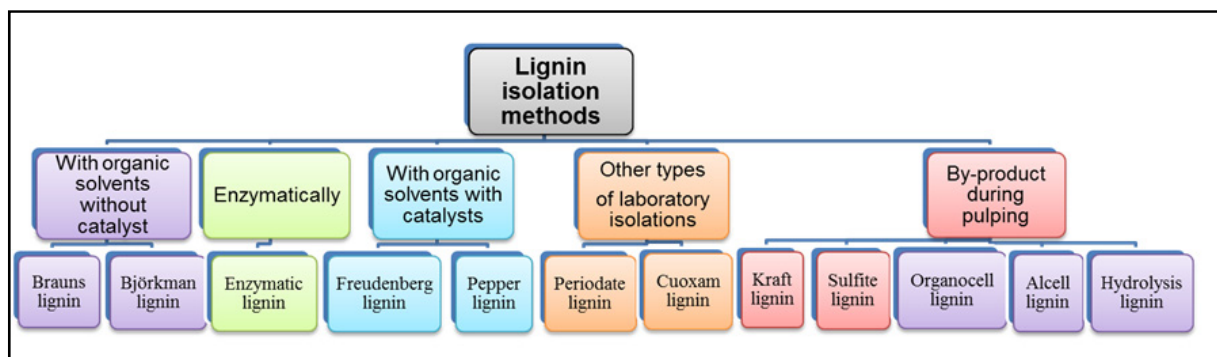 Lignin
isolation
methods
With organic
solvents
without
catalyst
Enzymatically
With organic
solvents with
catalysts
Other types
of laboratory
isolations
By-product
during
pulping
Brauns
lignin
Björkman
lignin
Enzymatic
lignin
Freudenberg
lignin
Pepper
lignin
Periodate
lignin
Cuoxam
lignin
Kraft
lignin
Sulfite
lignin
Organocell
lignin
Alcell
lignin
Hydrolysis
lignin